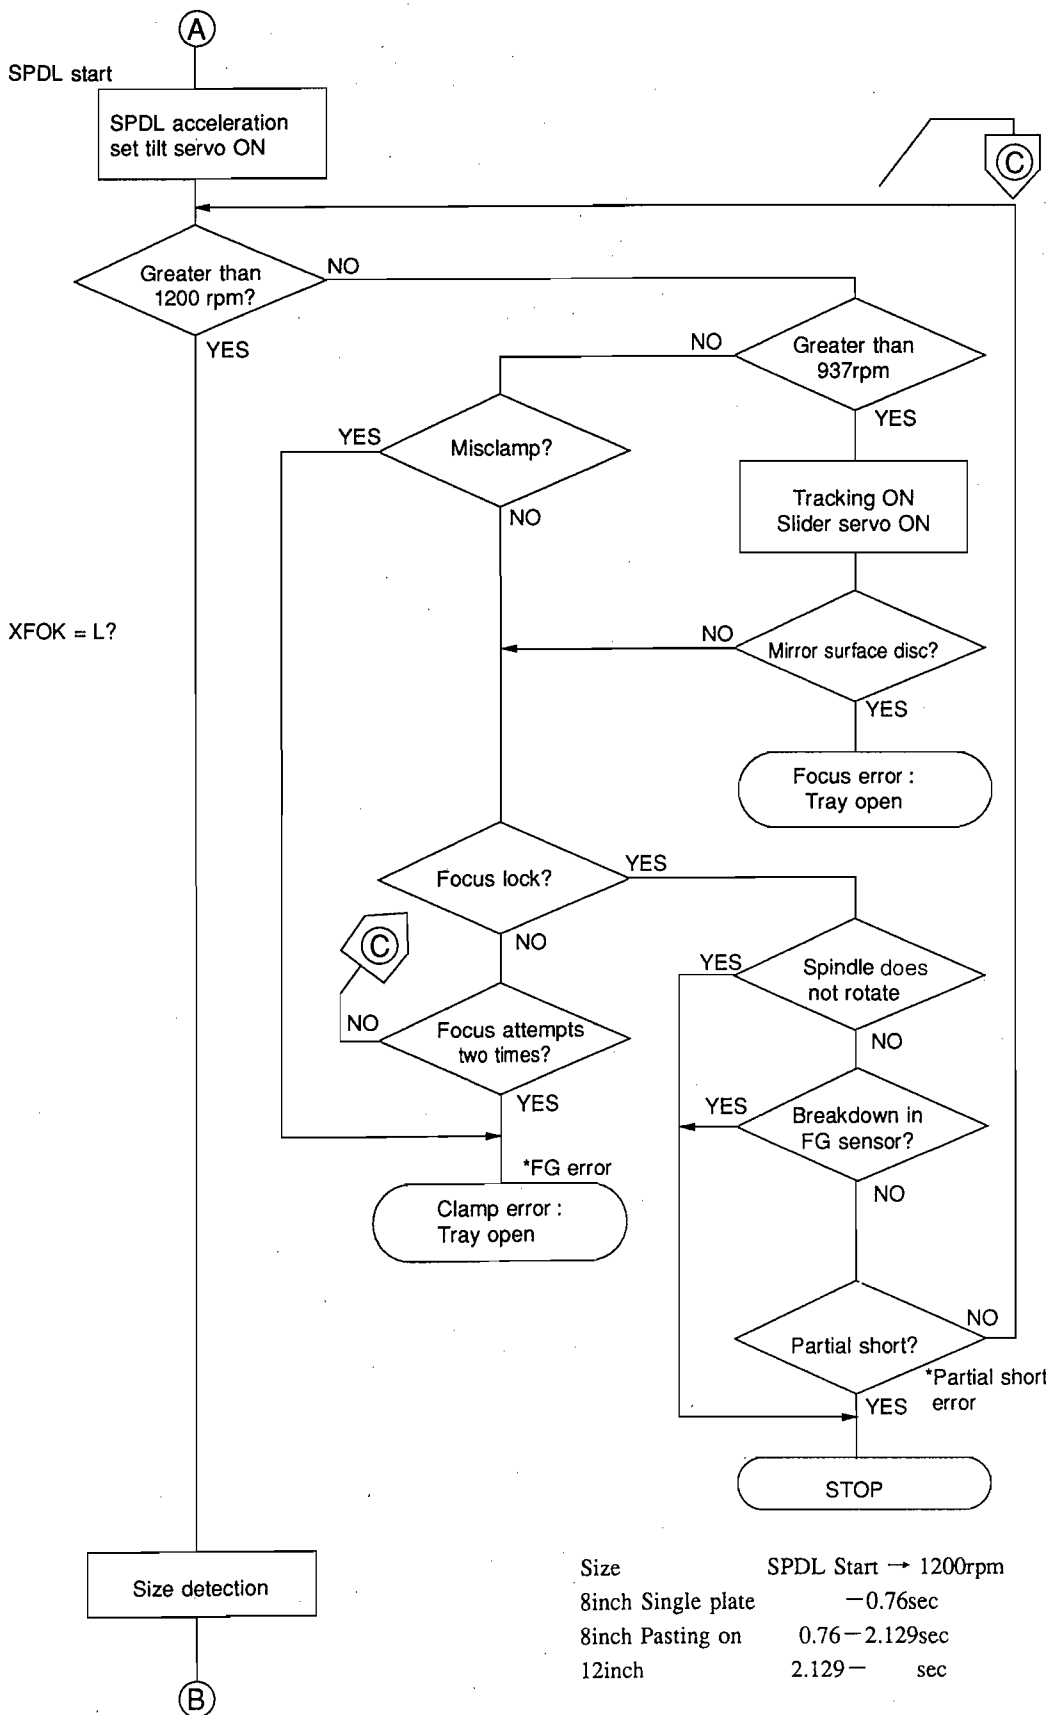 A
SPDL start
SPDL acceleration
set tilt servo ON
C
Greater than
1200 rpm?
NO
YES
Greater than
937rpm
NO
YES
Misclamp?
YES
NO
Tracking ON
Slider servo ON
XFOK = L?
Mirror surface disc?
NO
YES
Focus error :
Tray open
Focus lock?
YES
NO
C
Spindle does
not rotate
YES
NO
Focus attempts
two times?
NO
YES
Breakdown in
FG sensor?
YES
NO
*FG error
Clamp error :
Tray open
Partial short?
NO
*Partial short
error
YES
STOP
Size detection
B
Size SPDL Start → 1200rpm
8inch Single plate —0.76sec
8inch Pasting on 0.76—2.129sec
12inch 2.129— sec